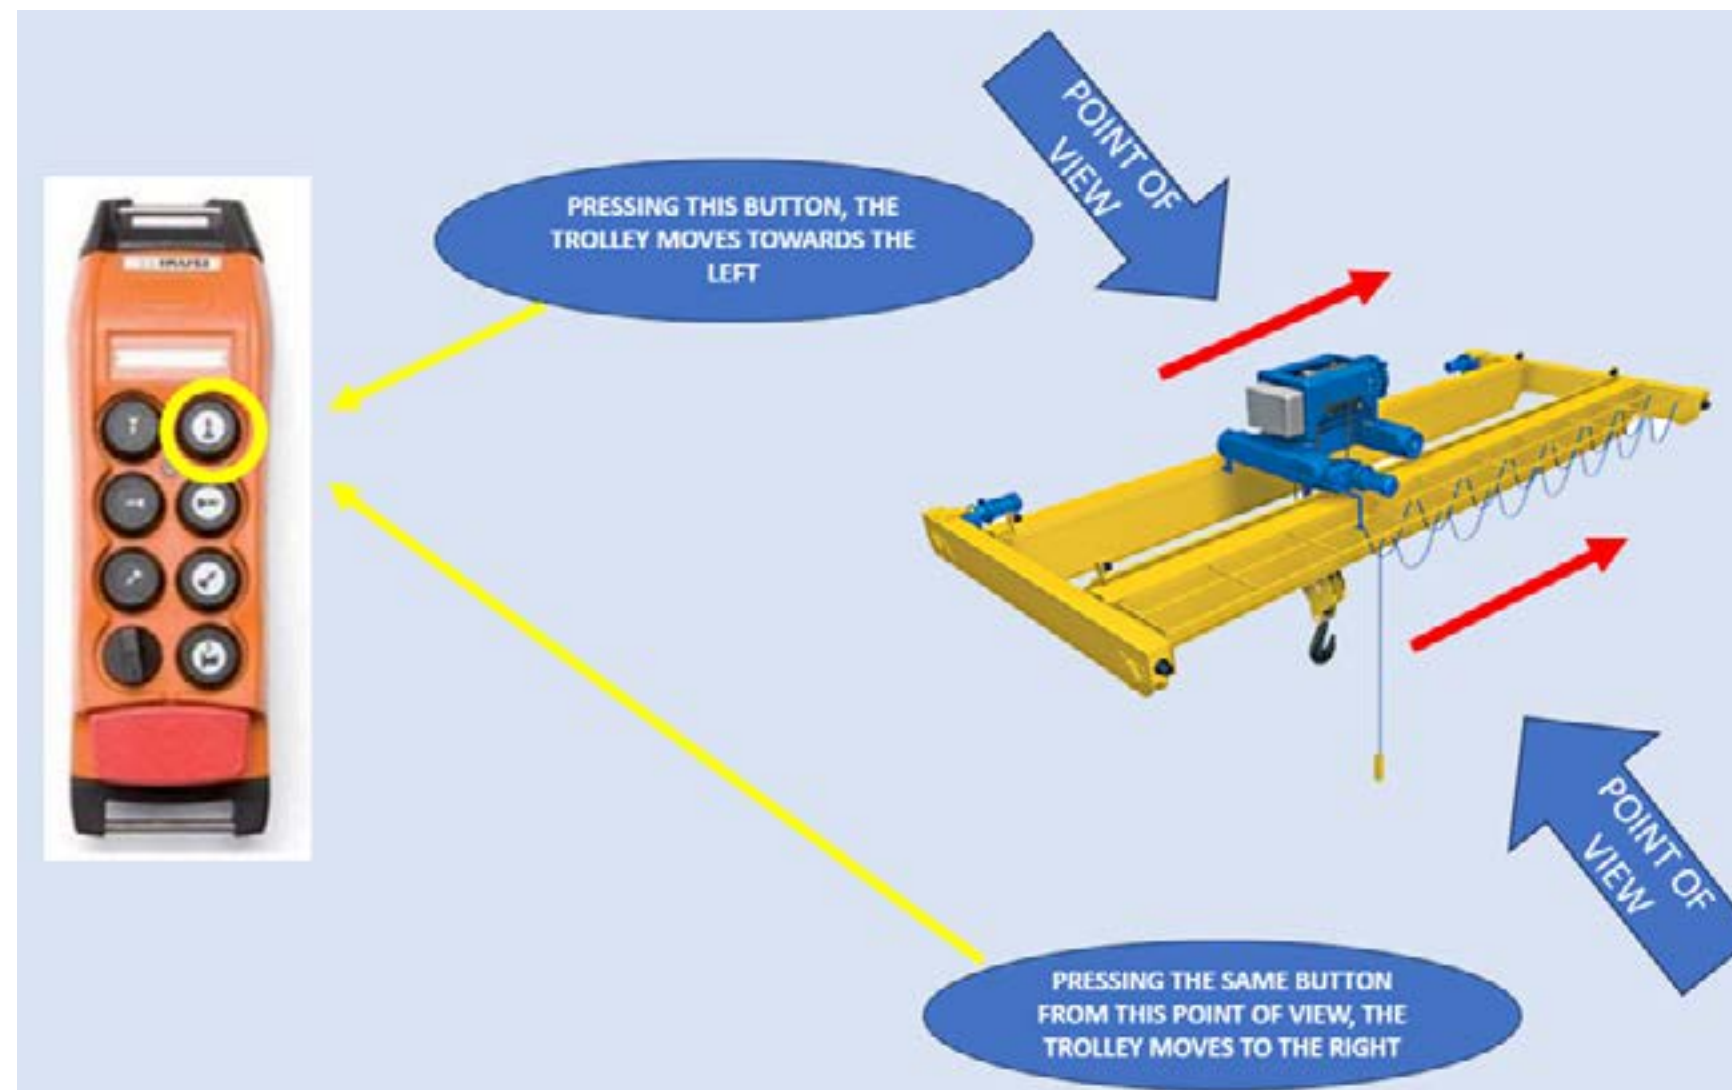 POINT OF
VIEW
PRESSING THIS BUTTON, THE
TROLLEY MOVES TOWARDS THE
LEFT
IKUSI
POINT OF
VIEW
PRESSING THE SAME BUTTON
FROM THIS POINT OF VIEW, THE
TROLLEY MOVES TO THE RIGHT